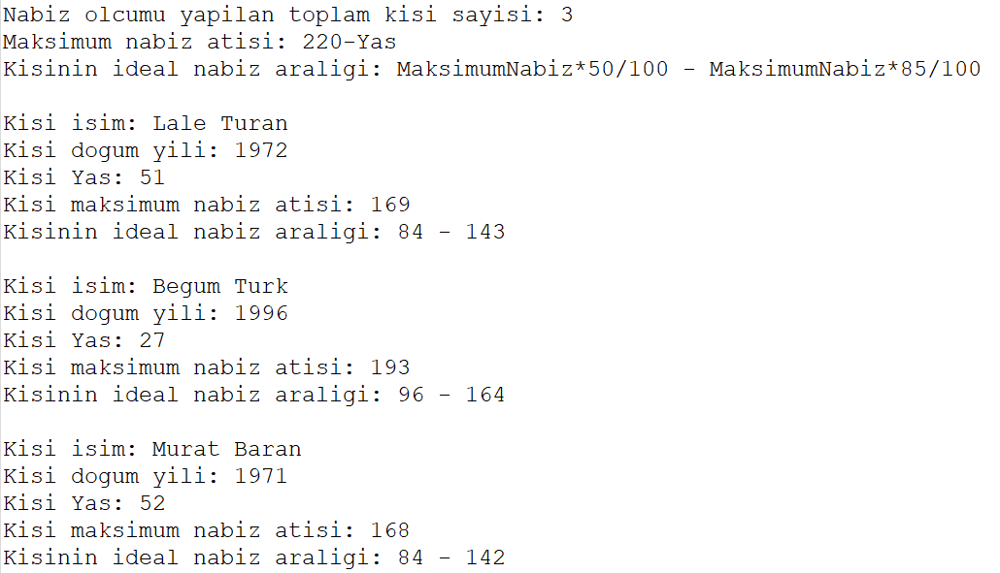 Nabiz olcumu yapilan toplam kisi sayisi: 3
Maksimum nabiz atisi: 220-Yas
Kisinin ideal nabiz araligi: MaksimumNabiz*50/100 - MaksimumNabiz*85/100
Kisi isim: Lale Turan
Kisi dogum yili: 1972
Kisi Yas: 51
Kisi maksimum nabiz atisi: 169
Kisinin ideal nabiz araligi: 84 - 143
Kisi isim: Begum Turk
Kisi dogum yili: 1996
Kisi Yas: 27
Kisi maksimum nabiz atisi: 193
Kisinin ideal nabiz araligi: 96 - 164
Kisi isim: Murat Baran
Kisi dogum yili: 1971
Kisi Yas: 52
Kisi maksimum nabiz atisi: 168
Kisinin ideal nabiz araligi: 84 - 142